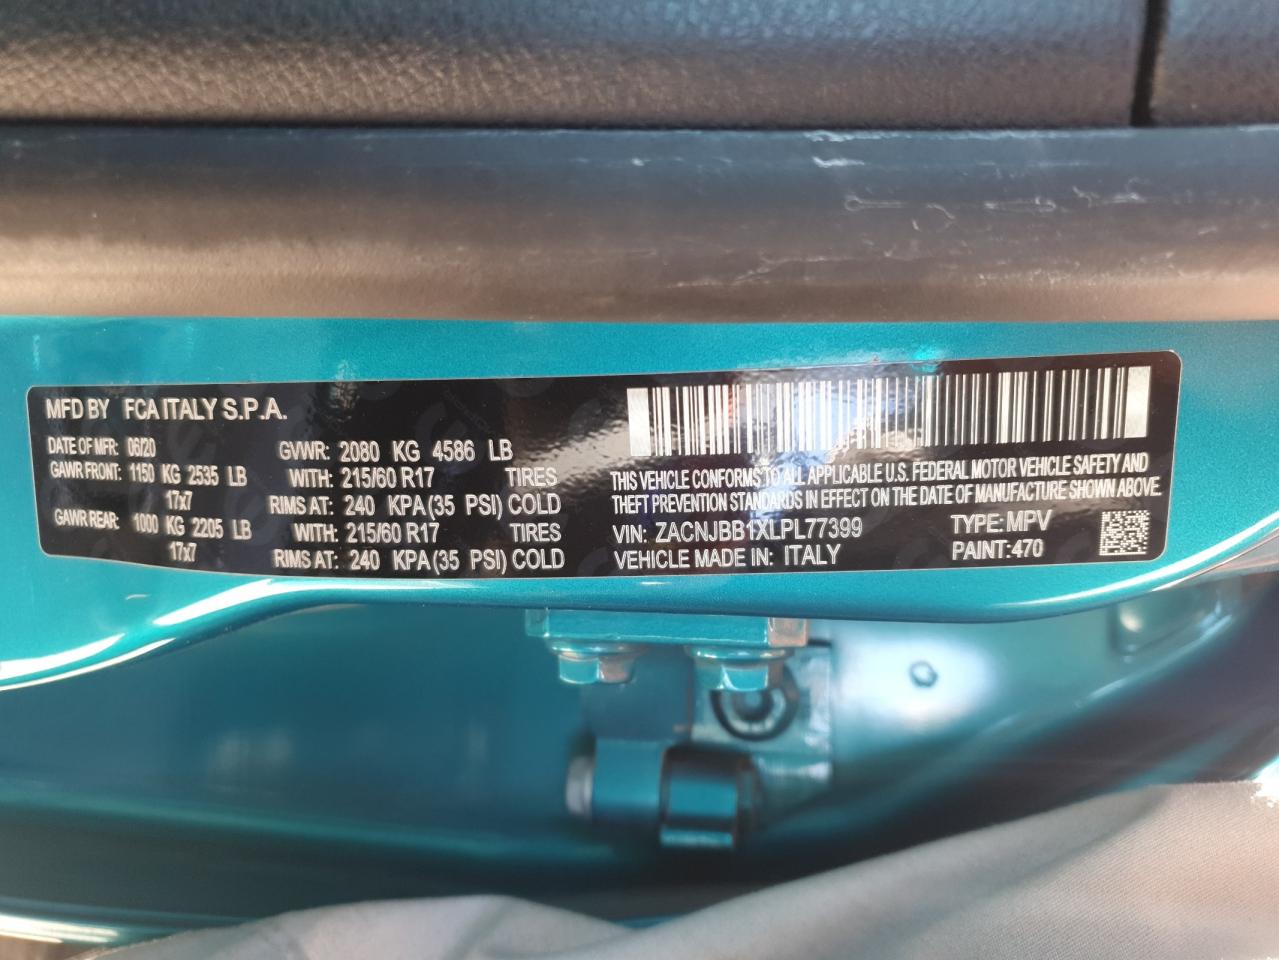 MFD BY FCA ITALY S.P.A.
DATE OF MFR: 06/20 GVWR: 2080 KG 4586 LB
GAWR FRONT: 1150 KG 2535 LB WITH: 215/60 R17 TIRES
17x7 RIMS AT: 240 KPA (35 PSI) COLD
GAWR REAR: 1000 KG 2205 LB WITH: 215/60 R17 TIRES
17x7 RIMS AT: 240 KPA (35 PSI) COLD
THIS VEHICLE CONFORMS TO ALL APPLICABLE U.S. FEDERAL MOTOR VEHICLE SAFETY AND
THEFT PREVENTION STANDARDS IN EFFECT ON THE DATE OF MANUFACTURE SHOWN ABOVE.
VIN: ZACNJBB1XLPL77399 TYPE: MPV
VEHICLE MADE IN: ITALY PAINT: 470